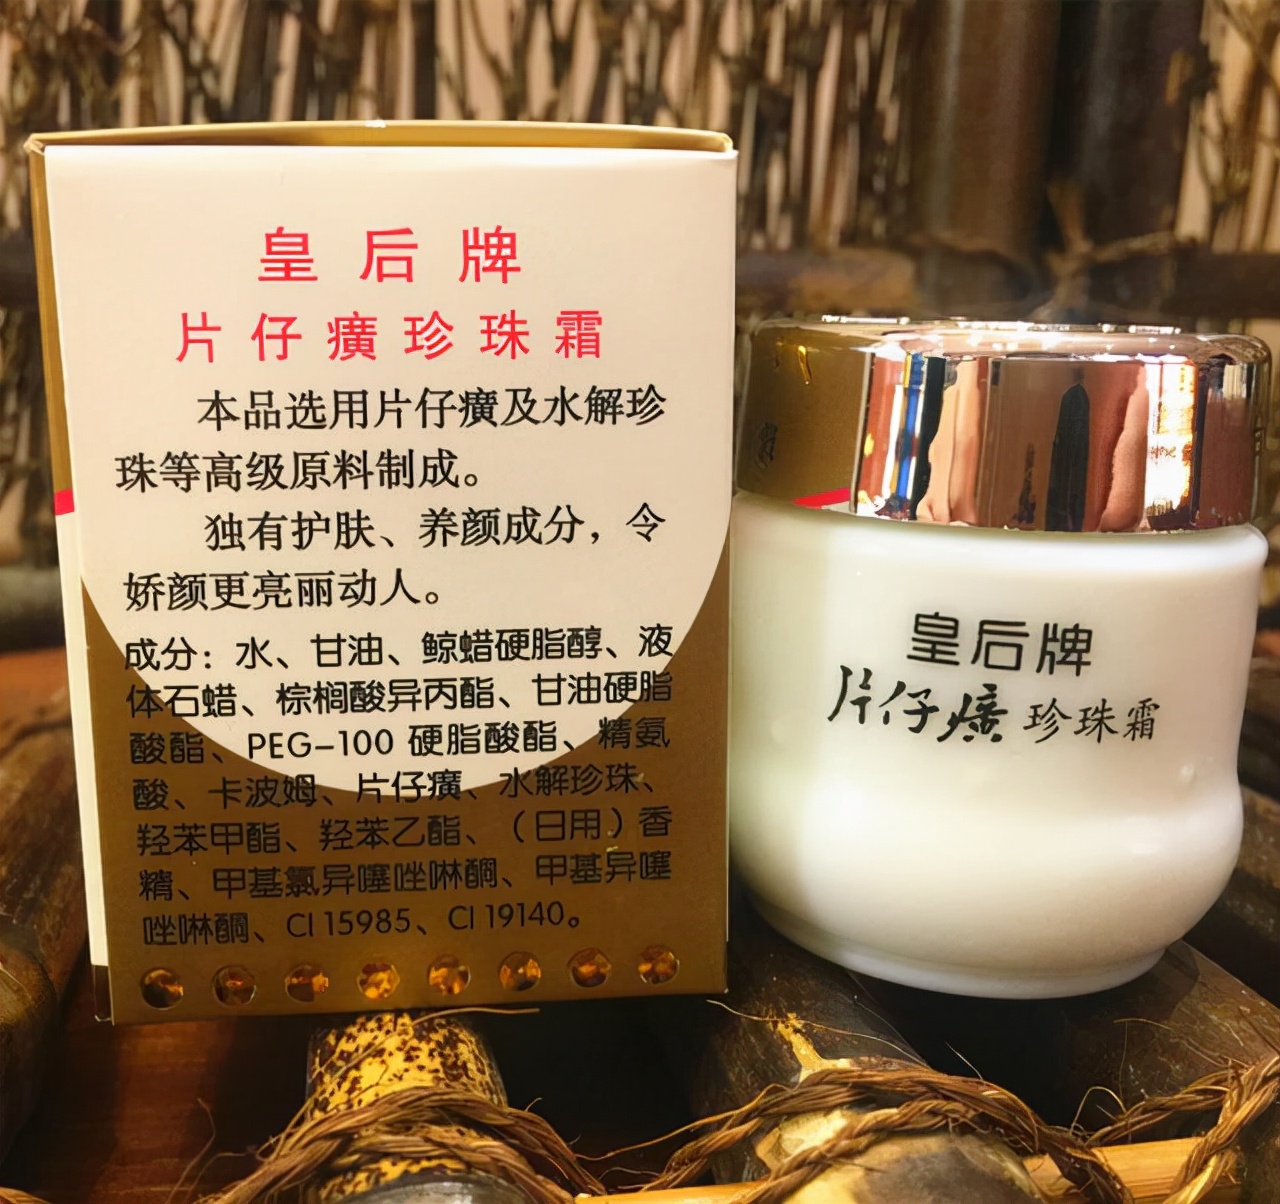 皇后牌
片仔癀珍珠霜
本品选用片仔癀及水解珍
珠等高级原料制成。
独有护肤、养颜成分，令
娇颜更亮丽动人。
成分：水、甘油、鲸蜡硬脂醇、液
体石蜡、棕榈酸异丙酯、甘油硬脂
酸酯、PEG-100 硬脂酸酯、精氨
酸、卡波姆、片仔癀、水解珍珠、
羟苯甲酯、羟苯乙酯、（日用）香
精、甲基氯异噻唑啉酮、甲基异噻
唑啉酮、CI 15985、CI 19140。
皇后牌
片仔癀珍珠霜